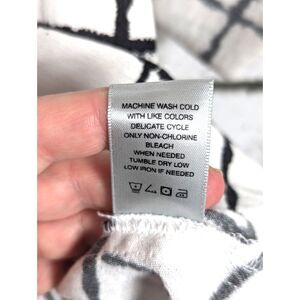 MACHINE WASH COLD
WITH LIKE COLORS
DELICATE CYCLE
ONLY NON-CHLORINE
BLEACH
WHEN NEEDED
TUMBLE DRY LOW
LOW IRON IF NEEDED